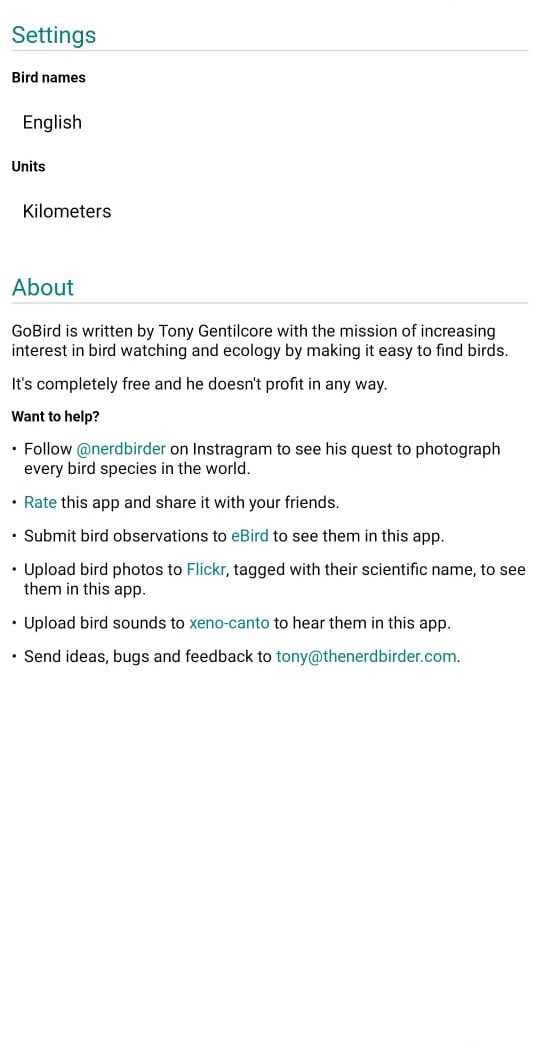 Settings
Bird names
English
Units
Kilometers
About
GoBird is written by Tony Gentilcore with the mission of increasing
interest in bird watching and ecology by making it easy to find birds.
It's completely free and he doesn't profit in any way.
Want to help?
• Follow @nerdbirder on Instragram to see his quest to photograph
every bird species in the world.
• Rate this app and share it with your friends.
• Submit bird observations to eBird to see them in this app.
• Upload bird photos to Flickr, tagged with their scientific name, to see
them in this app.
• Upload bird sounds to xeno-canto to hear them in this app.
• Send ideas, bugs and feedback to tony@thenerdbirder.com.